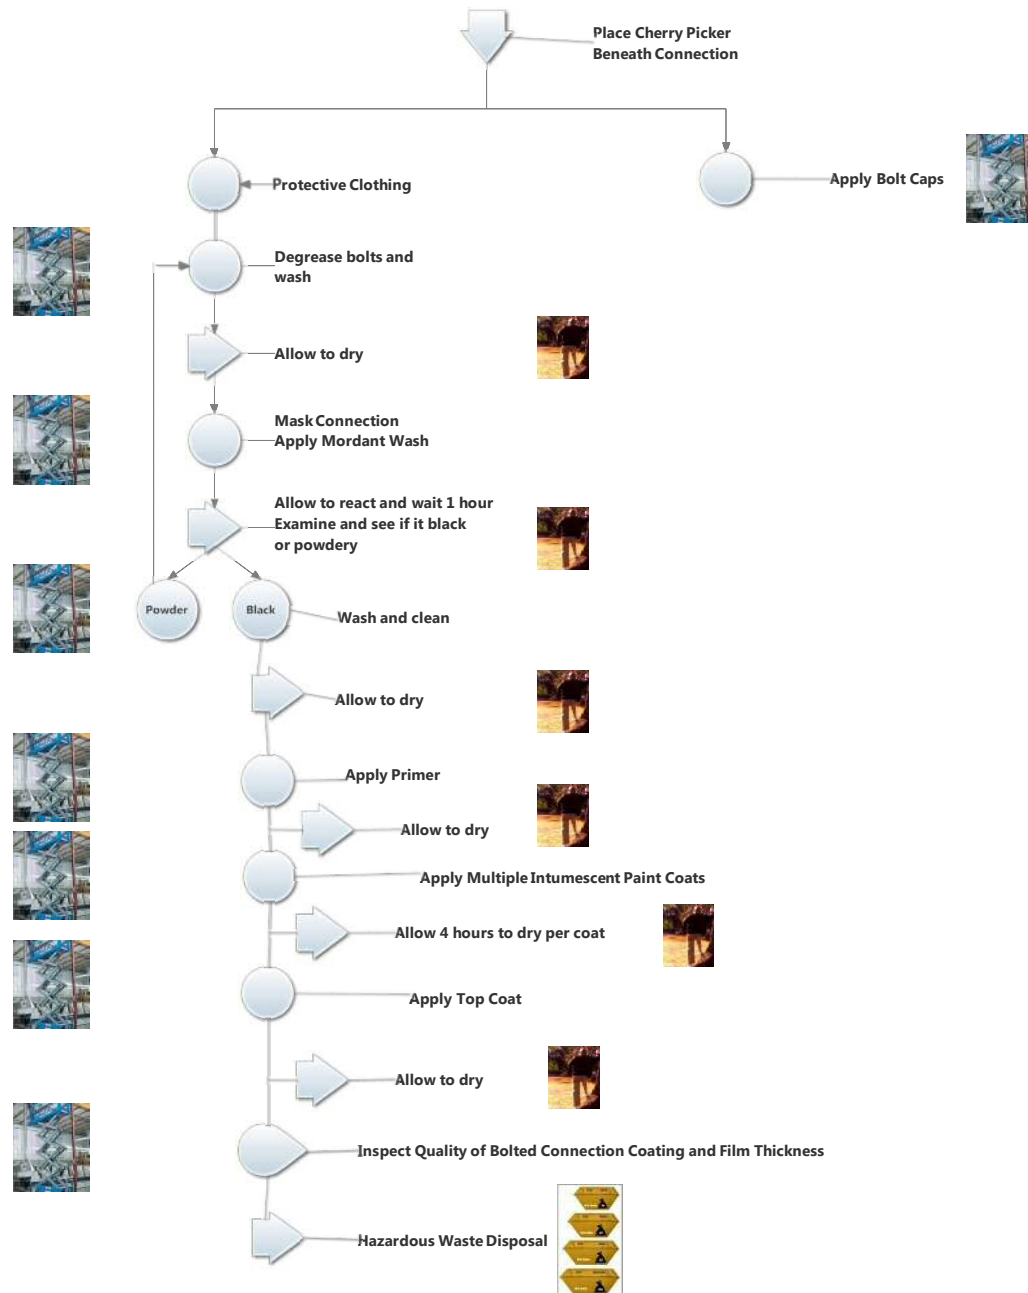 Place Cherry Picker
Beneath Connection
Protective Clothing
Apply Bolt Caps
Degrease bolts and
wash
Allow to dry
Mask Connection
Apply Mordant Wash
Allow to react and wait 1 hour
Examine and see if it black
or powdery
Powder
Black
Wash and clean
Allow to dry
Apply Primer
Allow to dry
Apply Multiple Intumescent Paint Coats
Allow 4 hours to dry per coat
Apply Top Coat
Allow to dry
Inspect Quality of Bolted Connection Coating and Film Thickness
Hazardous Waste Disposal